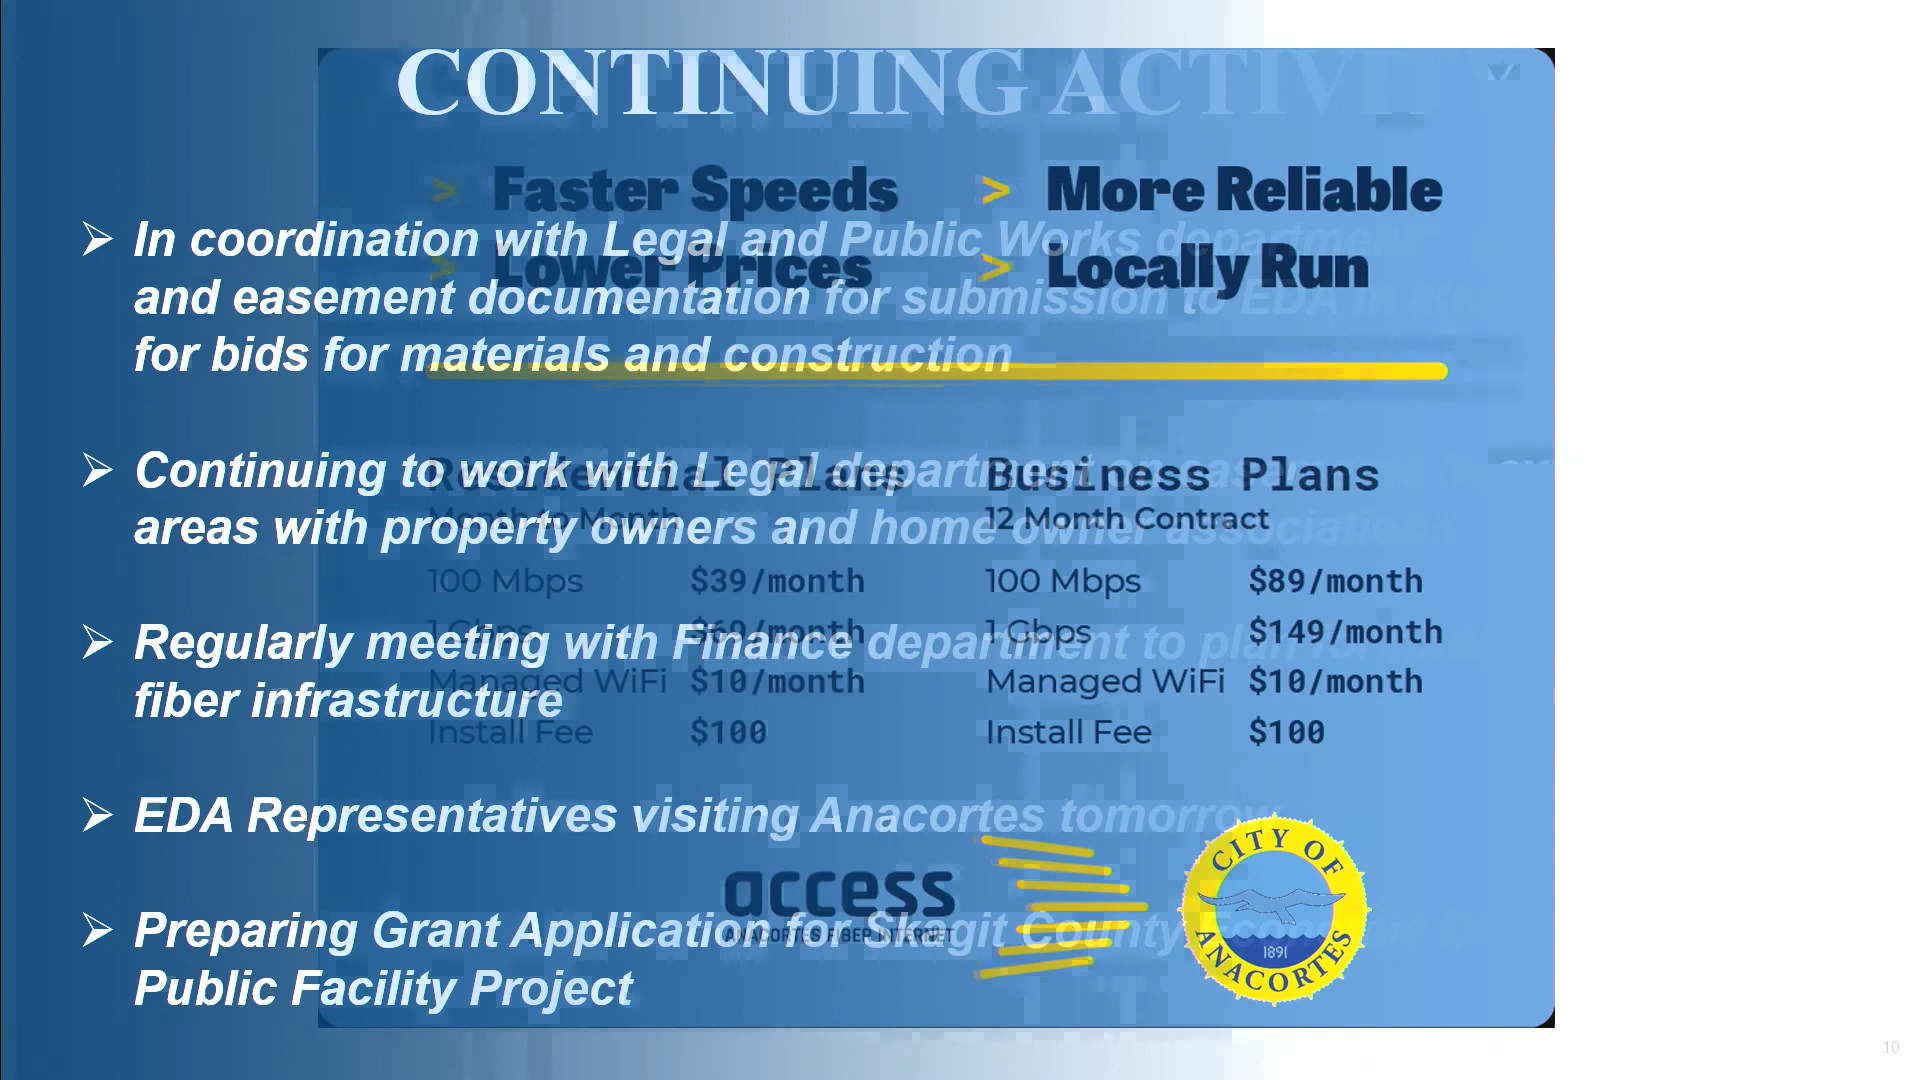 CONTINUING ACTIVITY
> Faster Speeds > More Reliable
> Lower Prices > Locally Run
➢ In coordination with Legal and Public Works department
and easement documentation for submission to EDA in
for bids for materials and construction
➢ Continuing to work with Legal department on
areas with property owners and home owner associations
➢ Regularly meeting with Finance department to plan for
fiber infrastructure
➢ EDA Representatives visiting Anacortes tomorrow
➢ Preparing Grant Application for Skagit County
Public Facility Project
Residential Plans
Month to Month
100 Mbps $39/month
1 Gbps $69/month
Managed WiFi $10/month
Install Fee $100
Business Plans
12 Month Contract
100 Mbps $89/month
1 Gbps $149/month
Managed WiFi $10/month
Install Fee $100
access
ANACORTES FIBER INTERNET
CITY OF
1891
ANACORTES
10